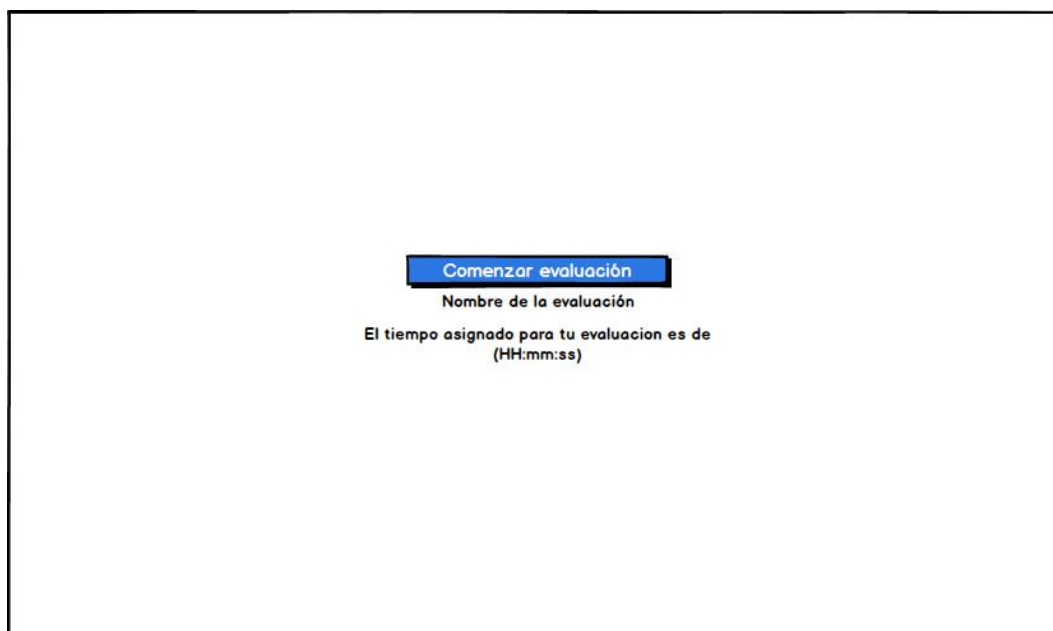 Comenzar evaluación
Nombre de la evaluación
El tiempo asignado para tu evaluacion es de
(HH:mm:ss)